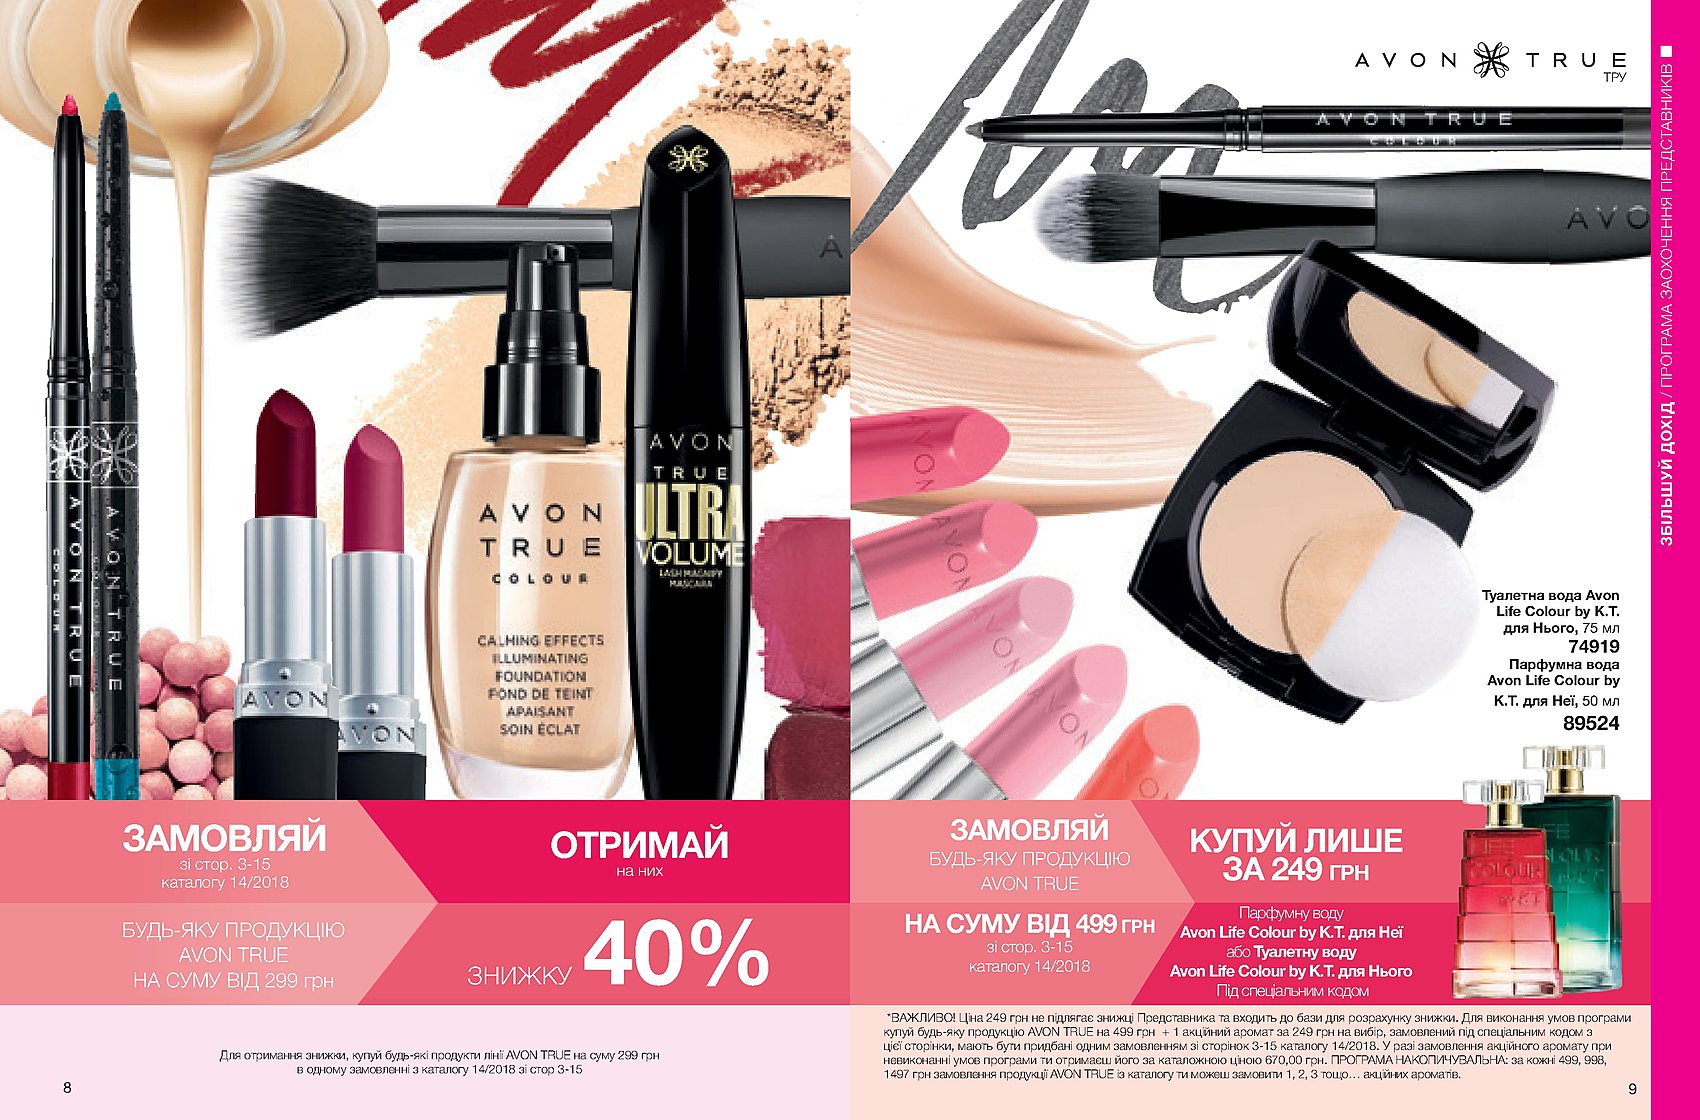 AVON TRUE
ТРУ
AVON TRUE
COLOUR
AVO
A
AVON TRUE
COLOUR
AVON TRUE
AVON
AVON
AVON
TRUE
COLOUR
CALMING EFFECTS
ILLUMINATING
FOUNDATION
FOND DE TEINT
APAISANT
SOIN ÉCLAT
AVON
TRUE
ULTRA
VOLUME
LASH MAGNIFY
MASCARA
AVON
AVON
AVON
AVON
ЗБІЛЬШУЙ ДОХІД / ПРОГРАМА ЗАОХОЧЕННЯ ПРЕДСТАВНИКІВ
Туалетна вода Avon
Life Colour by K.T.
для Нього, 75 мл
74919
Парфумна вода
Avon Life Colour by
K.T. для Неї, 50 мл
89524
ЗАМОВЛЯЙ
зі стор. 3-15
каталогу 14/2018
БУДЬ-ЯКУ ПРОДУКЦІЮ
AVON TRUE
НА СУМУ ВІД 299 грн
ОТРИМАЙ
на них
ЗНИЖКУ 40%
Для отримання знижки, купуй будь-які продукти лінії AVON TRUE на суму 299 грн
в одному замовленні з каталогу 14/2018 зі стор 3-15
8
ЗАМОВЛЯЙ
БУДЬ-ЯКУ ПРОДУКЦІЮ
AVON TRUE
НА СУМУ ВІД 499 ГРН
зі стор. 3-15
каталогу 14/2018
КУПУЙ ЛИШЕ
ЗА 249 ГРН
Парфумну воду
Avon Life Colour by K.T. для Неї
або Туалетну воду
Avon Life Colour by K.T. для Нього
Під спеціальним кодом
*ВАЖЛИВО! Ціна 249 грн не підлягає знижці Представника та входить до бази для розрахунку знижки. Для виконання умов програми
купуй будь-яку продукцію AVON TRUE на 499 грн + 1 акційний аромат за 249 грн на вибір, замовлений під спеціальним кодом з
цієї сторінки, мають бути придбані одним замовленням зі сторінок 3-15 каталогу 14/2018. У разі замовлення акційного аромату при
невиконанні умов програми ти отримаєш його за каталожною ціною 670,00 грн. ПРОГРАМА НАКОПИЧУВАЛЬНА: за кожні 499, 998,
1497 грн замовлення продукції AVON TRUE із каталогу ти можеш замовити 1, 2, 3 тощо... акційних ароматів.
9